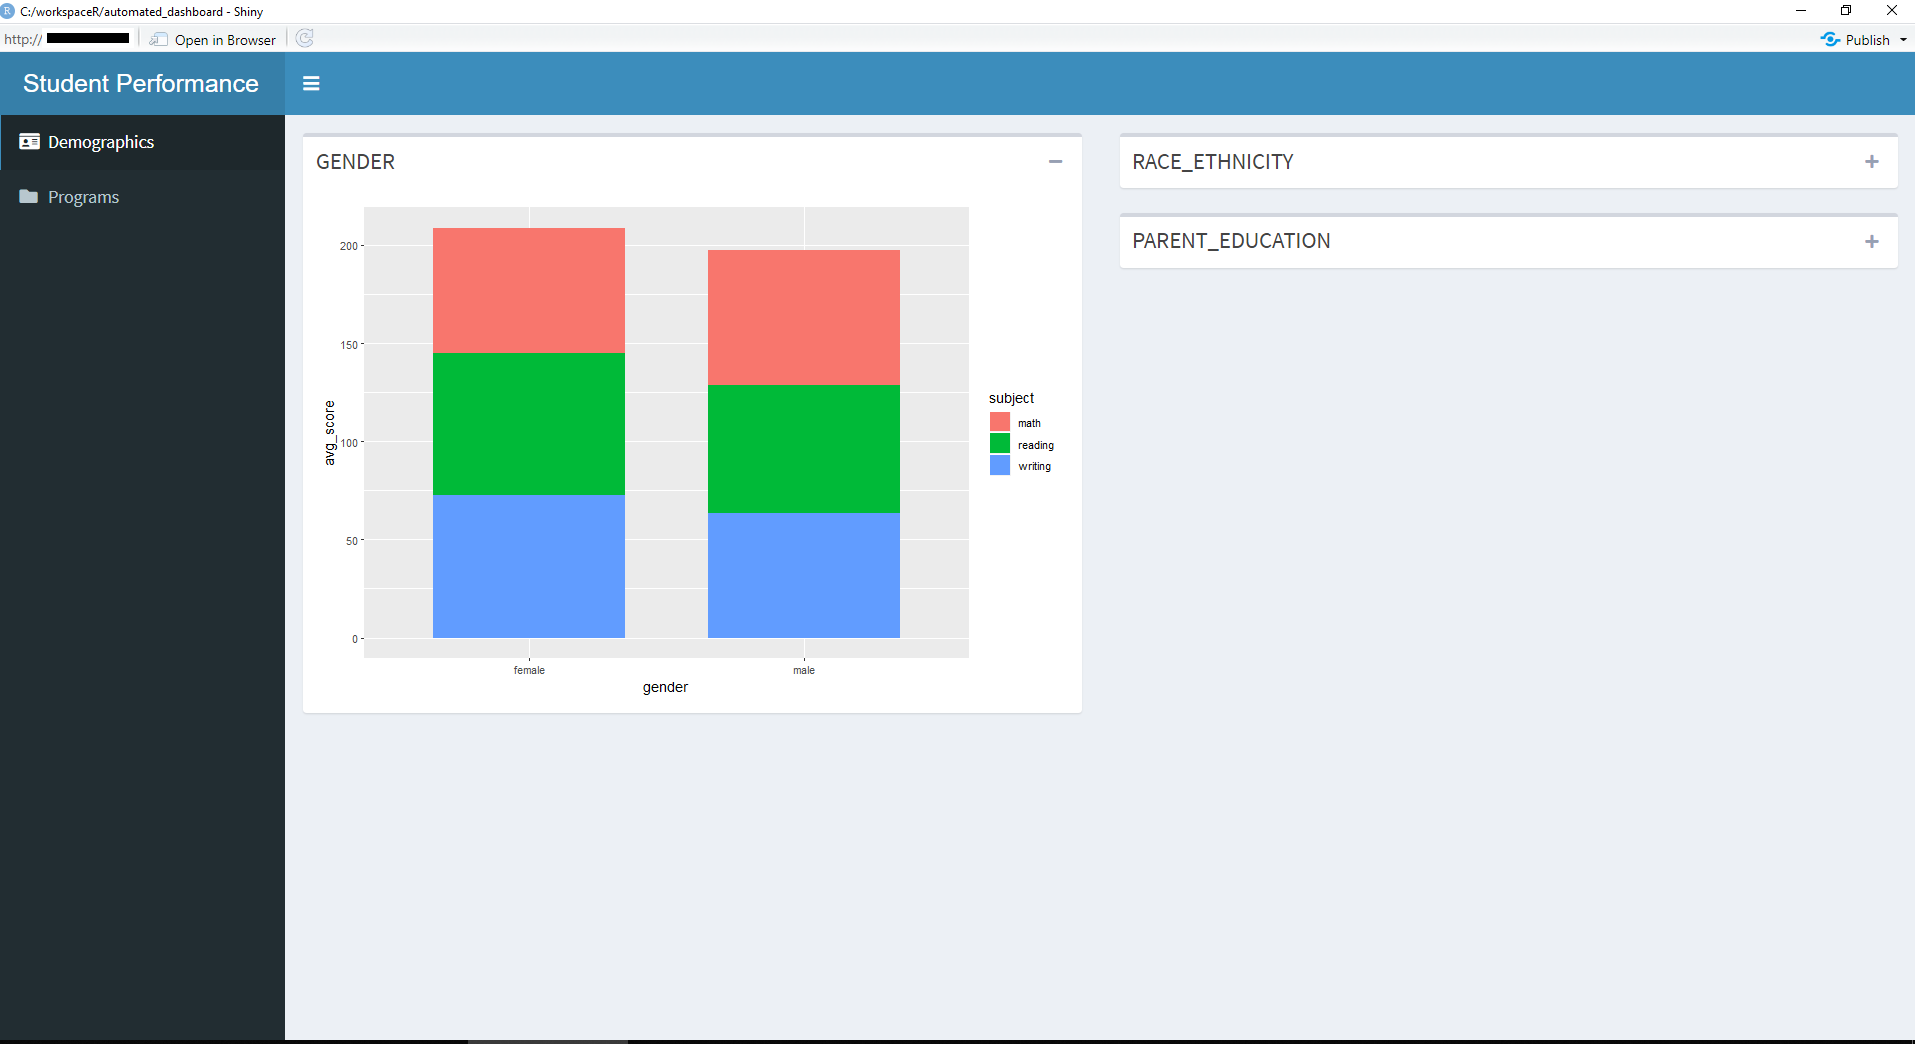 C:/workspaceR/automated_dashboard - Shiny
http://
Open in Browser
Publish
Student Performance
Demographics
Programs
GENDER
200
150
100
50
0
avg_score
female
male
gender
subject
math
reading
writing
RACE_ETHNICITY
PARENT_EDUCATION